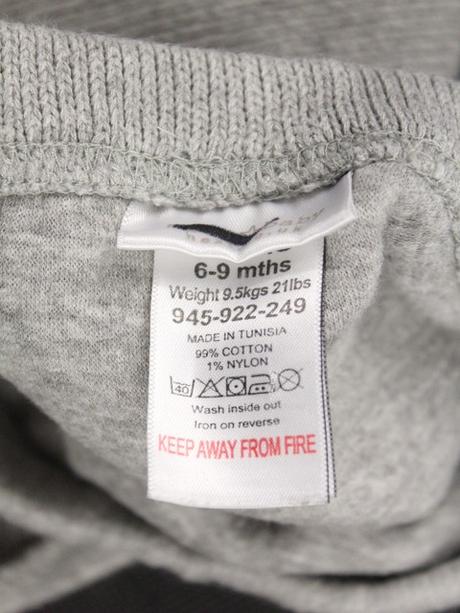 6-9 mths
Weight 9.5kgs 21lbs
945-922-249
MADE IN TUNISIA
99% COTTON
1% NYLON
40
Wash inside out
Iron on reverse
KEEP AWAY FROM FIRE